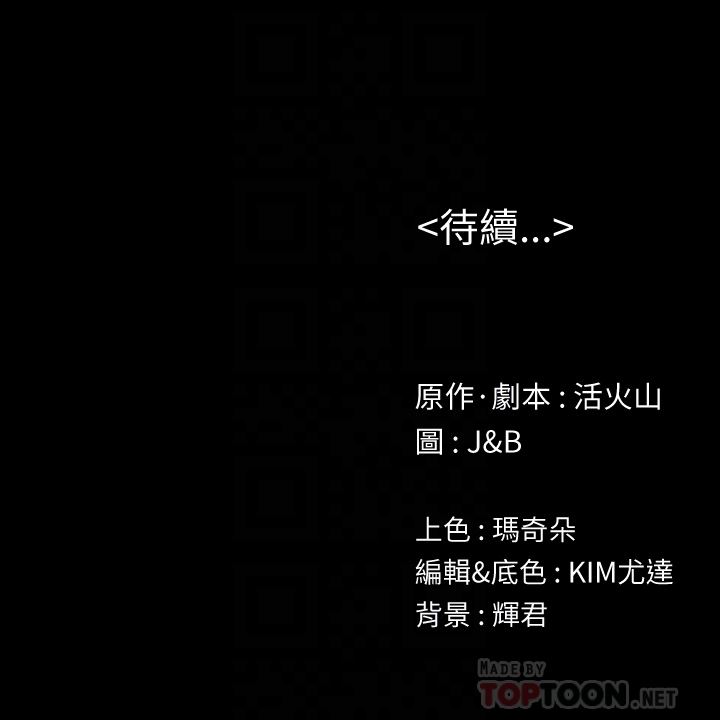 <待續...>
原作·劇本 : 活火山
圖 : J&B
上色 : 瑪奇朵
編輯&底色 : KIM尤達
背景 : 輝君
MADE BY
TOPTOON.NET